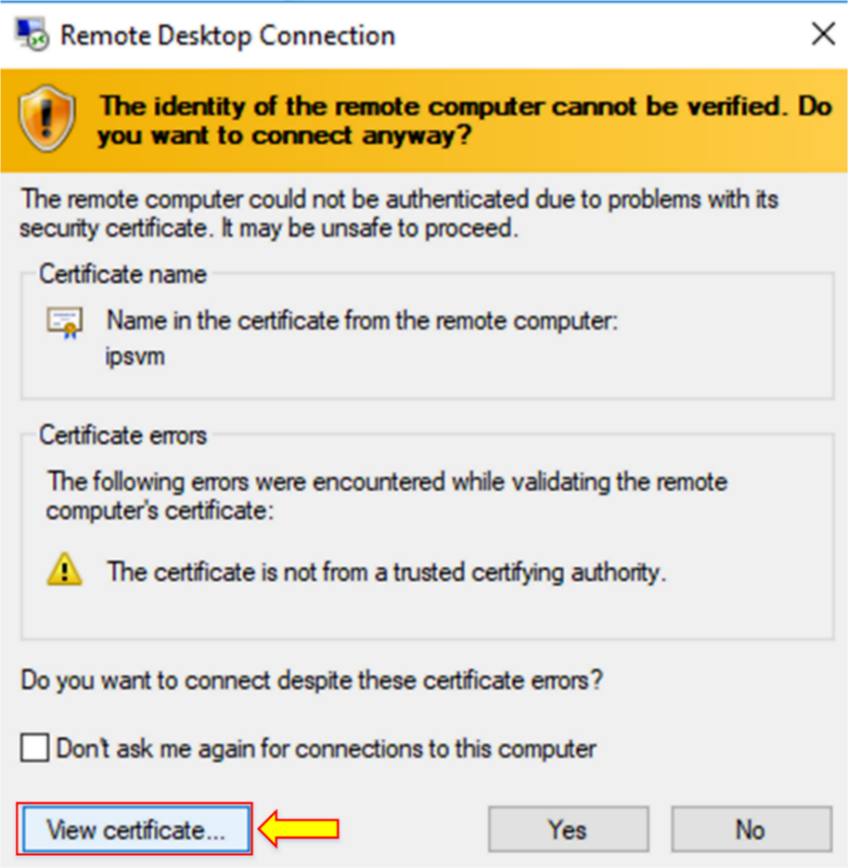 Remote Desktop Connection
The identity of the remote computer cannot be verified. Do
you want to connect anyway?
The remote computer could not be authenticated due to problems with its
security certificate. It may be unsafe to proceed.
Certificate name
Name in the certificate from the remote computer:
ipsvm
Certificate errors
The following errors were encountered while validating the remote
computer's certificate:
The certificate is not from a trusted certifying authority.
Do you want to connect despite these certificate errors?
Don't ask me again for connections to this computer
View certificate... Yes No